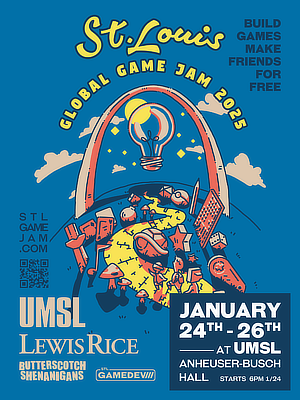 St. Louis
GLOBAL GAME JAM 2025
BUILD
GAMES
MAKE
FRIENDS
FOR
FREE
STL
GAME
JAM
.COM
UMSL
LEWIS RICE
BUTTERSCOTCH
SHENANIGANS
STL
GAMEDEV
JANUARY
24TH - 26TH
AT UMSL
ANHEUSER-BUSCH
HALL STARTS 6PM 1/24